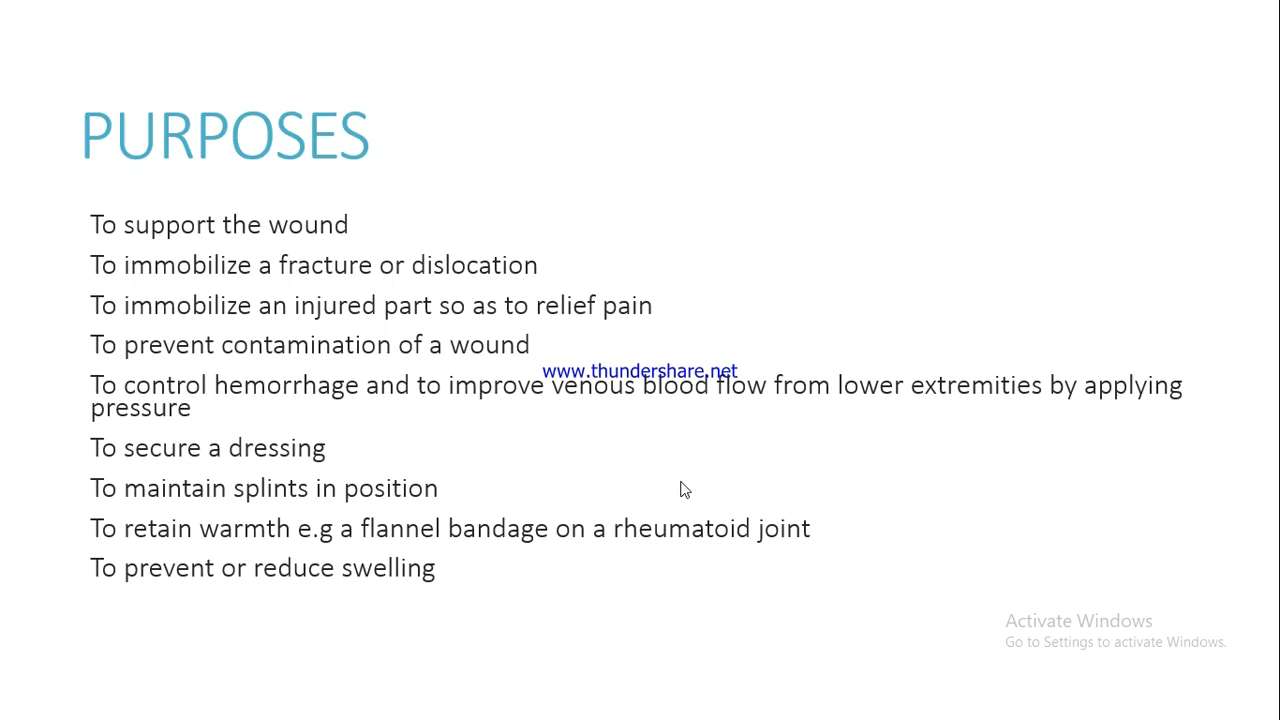 PURPOSES
To support the wound
To immobilize a fracture or dislocation
To immobilize an injured part so as to relief pain
To prevent contamination of a wound
www.thundershare.net
To control hemorrhage and to improve venous blood flow from lower extremities by applying
pressure
To secure a dressing
To maintain splints in position
To retain warmth e.g a flannel bandage on a rheumatoid joint
To prevent or reduce swelling
Activate Windows
Go to Settings to activate Windows.